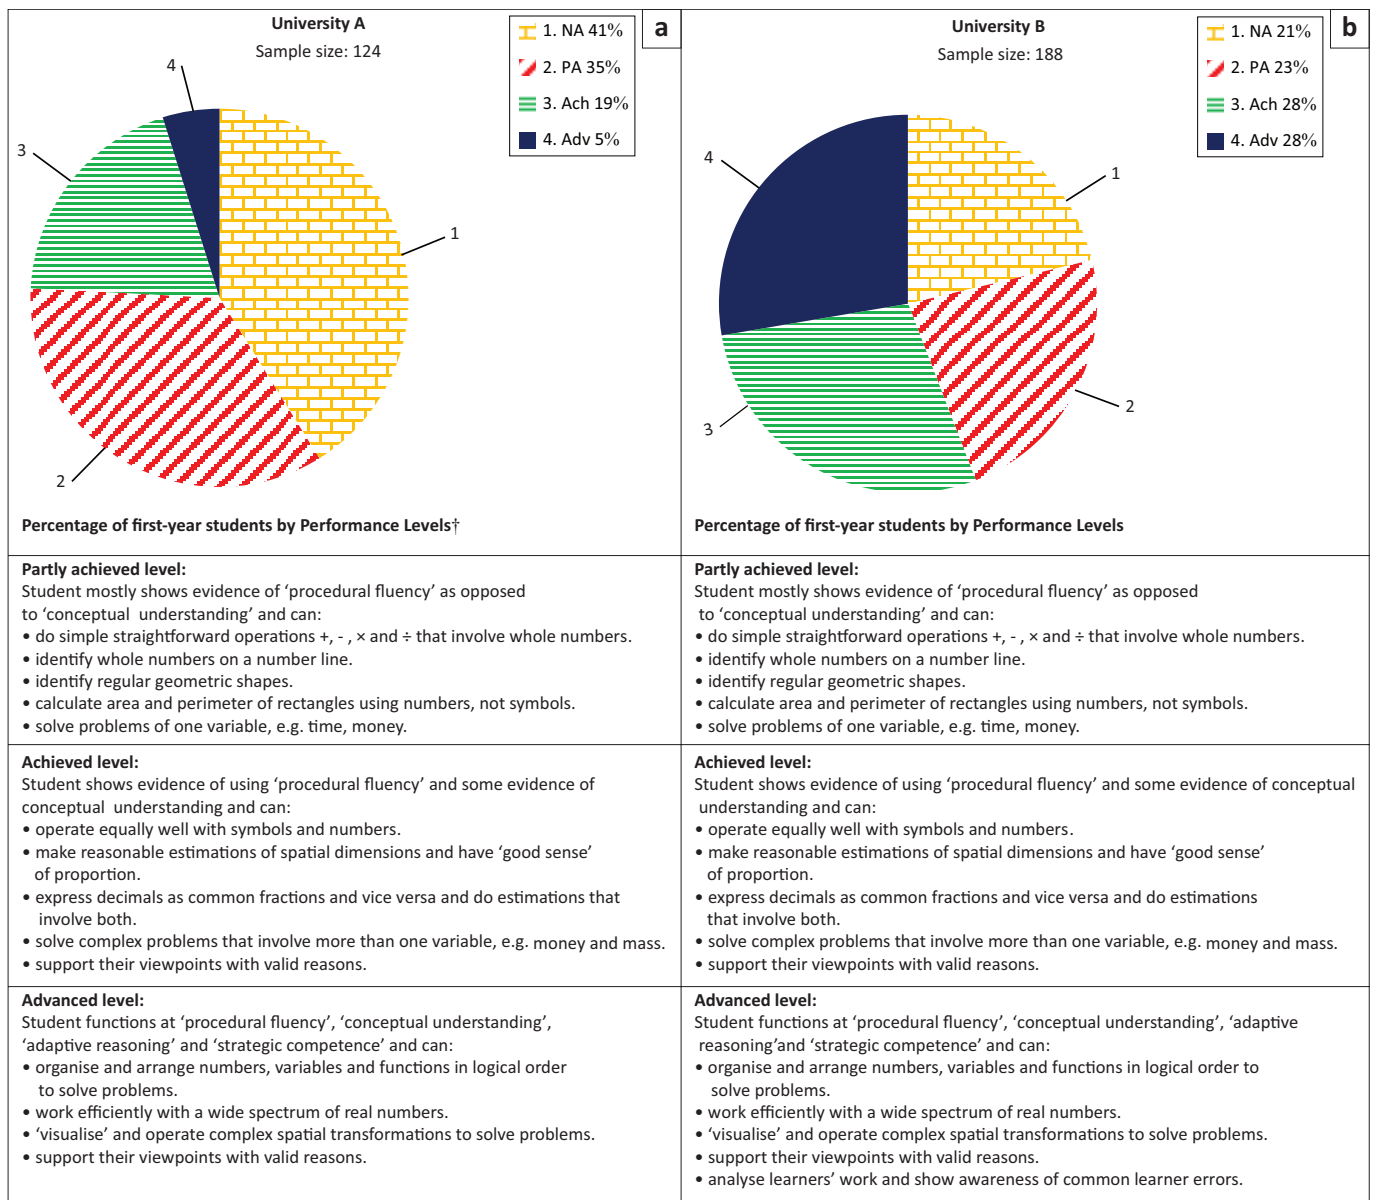 University A
Sample size: 124
1. NA 41%
2. PA 35%
3. Ach 19%
4. Adv 5%
a
4
3
1
2
Percentage of first-year students by Performance Levels†
Partly achieved level:
Student mostly shows evidence of ‘procedural fluency’ as opposed
to ‘conceptual understanding’ and can:
• do simple straightforward operations +, - , × and ÷ that involve whole numbers.
• identify whole numbers on a number line.
• identify regular geometric shapes.
• calculate area and perimeter of rectangles using numbers, not symbols.
• solve problems of one variable, e.g. time, money.
Achieved level:
Student shows evidence of using ‘procedural fluency’ and some evidence of
conceptual understanding and can:
• operate equally well with symbols and numbers.
• make reasonable estimations of spatial dimensions and have ‘good sense’
of proportion.
• express decimals as common fractions and vice versa and do estimations that
involve both.
• solve complex problems that involve more than one variable, e.g. money and mass.
• support their viewpoints with valid reasons.
Advanced level:
Student functions at ‘procedural fluency’, ‘conceptual understanding’,
‘adaptive reasoning’ and ‘strategic competence’ and can:
• organise and arrange numbers, variables and functions in logical order
to solve problems.
• work efficiently with a wide spectrum of real numbers.
• ‘visualise’ and operate complex spatial transformations to solve problems.
• support their viewpoints with valid reasons.
University B
Sample size: 188
1. NA 21%
2. PA 23%
3. Ach 28%
4. Adv 28%
b
4
1
2
3
Percentage of first-year students by Performance Levels
Partly achieved level:
Student mostly shows evidence of ‘procedural fluency’ as opposed
to ‘conceptual understanding’ and can:
• do simple straightforward operations +, - , × and ÷ that involve whole numbers.
• identify whole numbers on a number line.
• identify regular geometric shapes.
• calculate area and perimeter of rectangles using numbers, not symbols.
• solve problems of one variable, e.g. time, money.
Achieved level:
Student shows evidence of using ‘procedural fluency’ and some evidence of conceptual
understanding and can:
• operate equally well with symbols and numbers.
• make reasonable estimations of spatial dimensions and have ‘good sense’
of proportion.
• express decimals as common fractions and vice versa and do estimations
that involve both.
• solve complex problems that involve more than one variable, e.g. money and mass.
• support their viewpoints with valid reasons.
Advanced level:
Student functions at ‘procedural fluency’, ‘conceptual understanding’, ‘adaptive
reasoning’and ‘strategic competence’ and can:
• organise and arrange numbers, variables and functions in logical order to
solve problems.
• work efficiently with a wide spectrum of real numbers.
• ‘visualise’ and operate complex spatial transformations to solve problems.
• support their viewpoints with valid reasons.
• analyse learners’ work and show awareness of common learner errors.